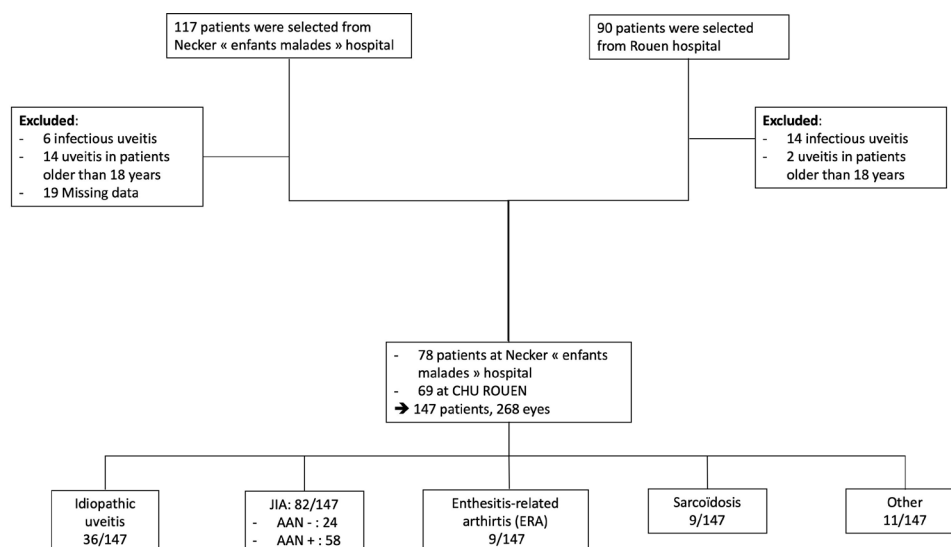 117 patients were selected from
Necker « enfants malades » hospital
90 patients were selected
from Rouen hospital
Excluded:
- 6 infectious uveitis
- 14 uveitis in patients
older than 18 years
- 19 Missing data
Excluded:
- 14 infectious uveitis
- 2 uveitis in patients
older than 18 years
- 78 patients at Necker « enfants
malades » hospital
- 69 at CHU ROUEN
➔ 147 patients, 268 eyes
Idiopathic
uveitis
36/147
JIA: 82/147
- AAN - : 24
- AAN + : 58
Enthesitis-related
arthirtis (ERA)
9/147
Sarcoïdosis
9/147
Other
11/147